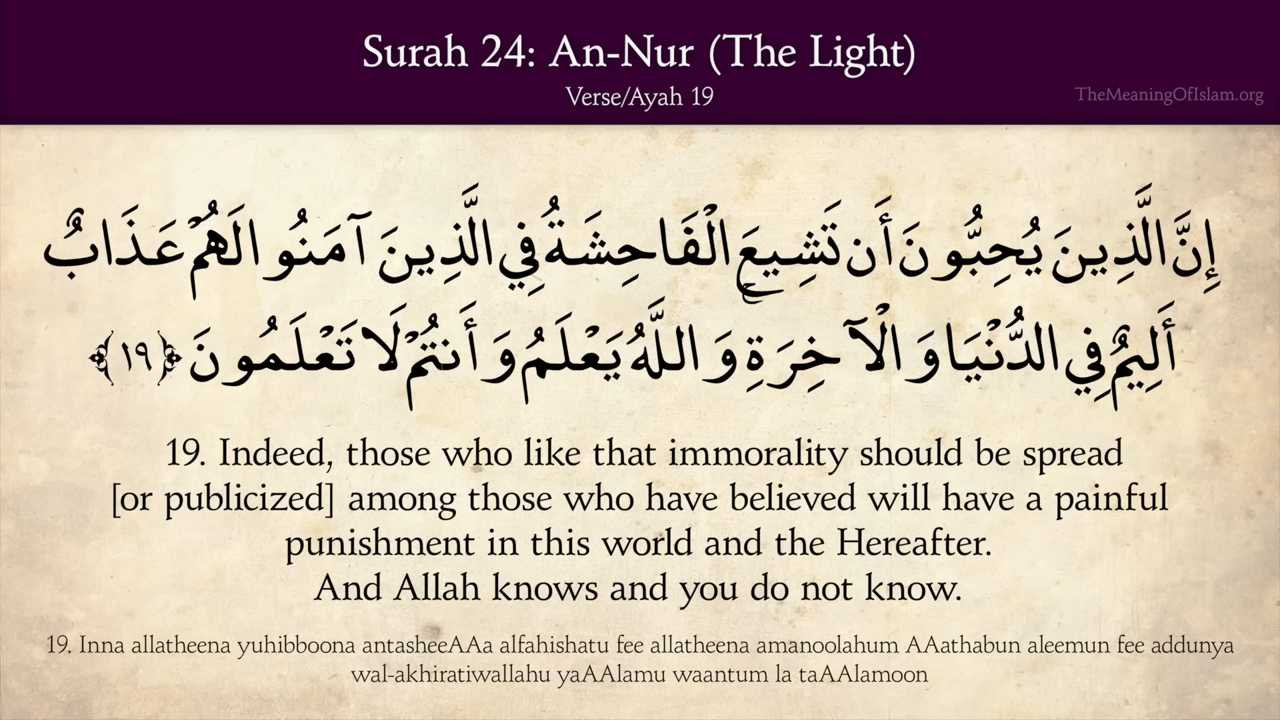 Surah 24: An-Nur (The Light)
Verse/Ayah 19
TheMeaningOfIslam.org
إِنَّ الَّذِينَ يُحِبُّونَ أَن تَشِيعَ الْفَاحِشَةُ فِي الَّذِينَ آمَنُوا لَهُمْ عَذَابٌ
أَلِيمٌ فِي الدُّنْيَا وَالْآخِرَةِ وَاللَّهُ يَعْلَمُ وَأَنتُمْ لَا تَعْلَمُونَ ﴿١٩﴾
19. Indeed, those who like that immorality should be spread
[or publicized] among those who have believed will have a painful
punishment in this world and the Hereafter.
And Allah knows and you do not know.
19. Inna allatheena yuhibboona antasheeAAa alfahishatu fee allatheena amanoolahum AAathabun aleemun fee addunya
wal-akhiratiwallahu yaAAlamu waantum la taAAlamoon